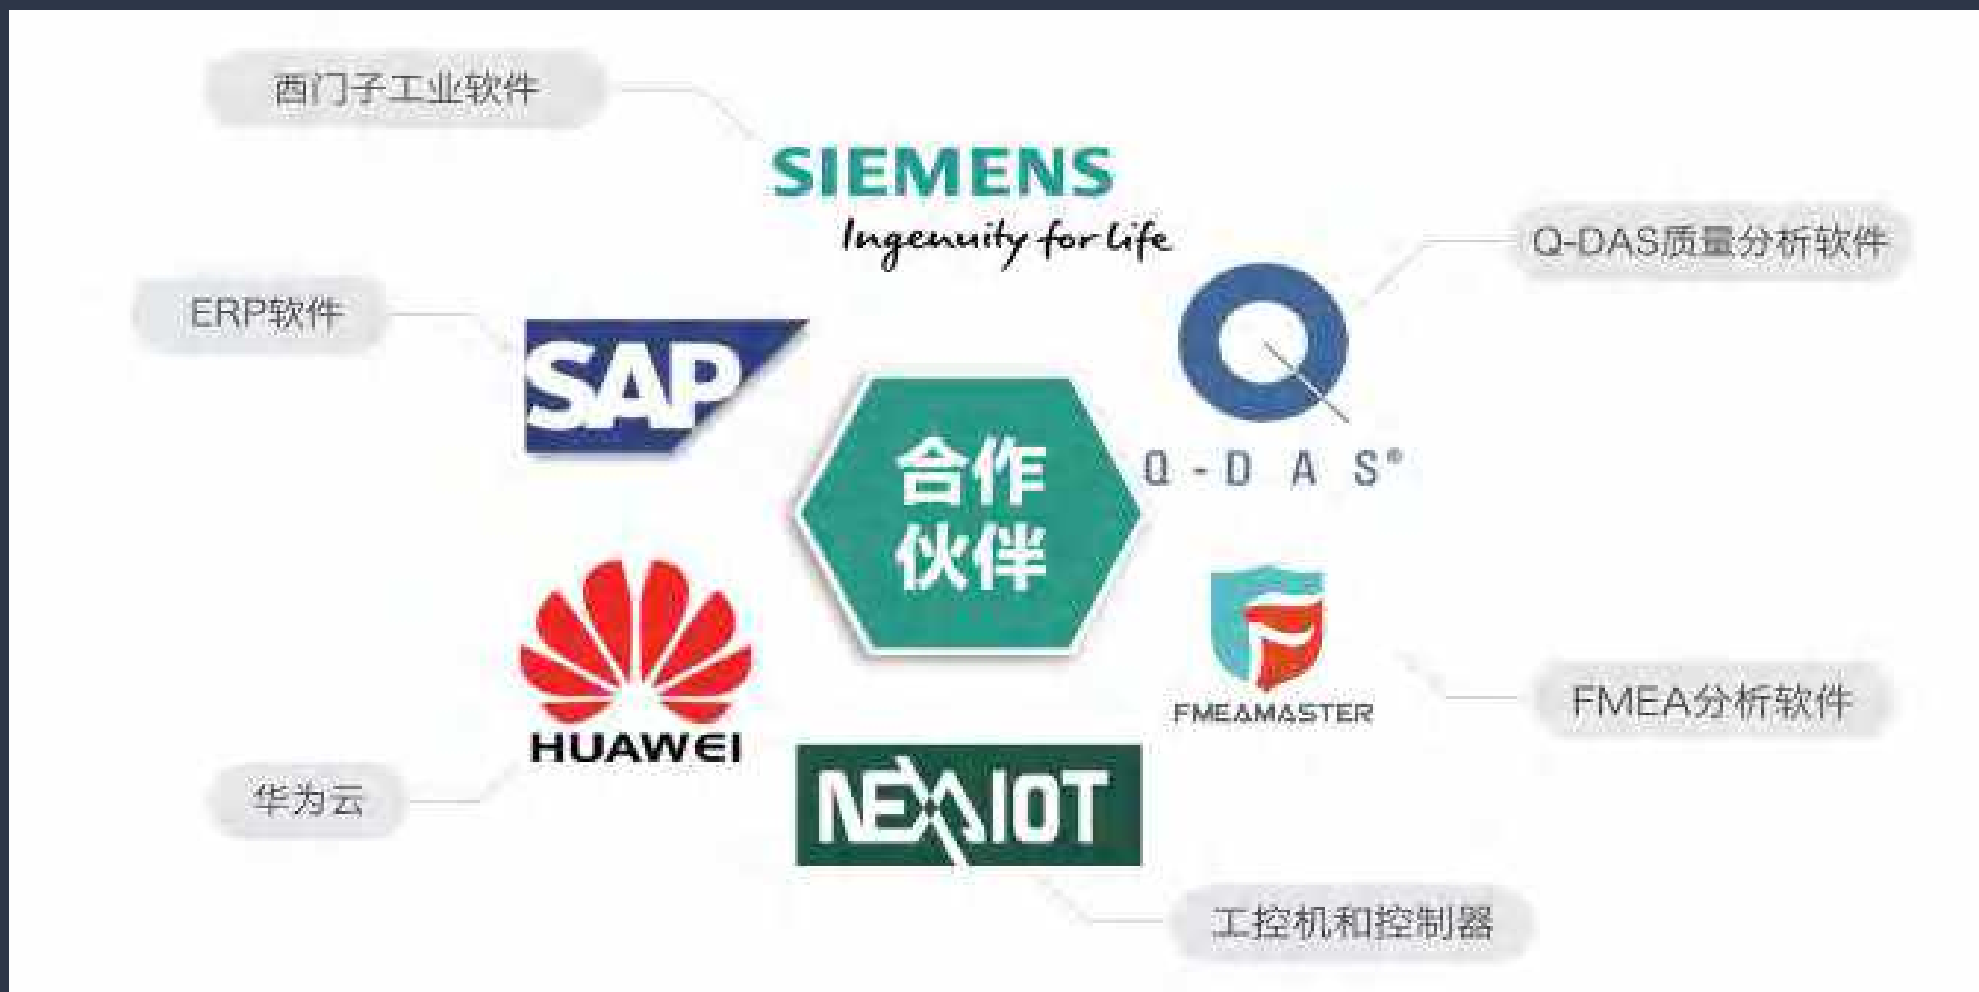 西门子工业软件
SIEMENS
Ingenuity for life
Q-DAS质量分析软件
ERP软件
SAP
Q-DAS®
合作
伙伴
HUAWEI
FMEAMASTER
FMEA分析软件
华为云
NEXAIOT
工控机和控制器